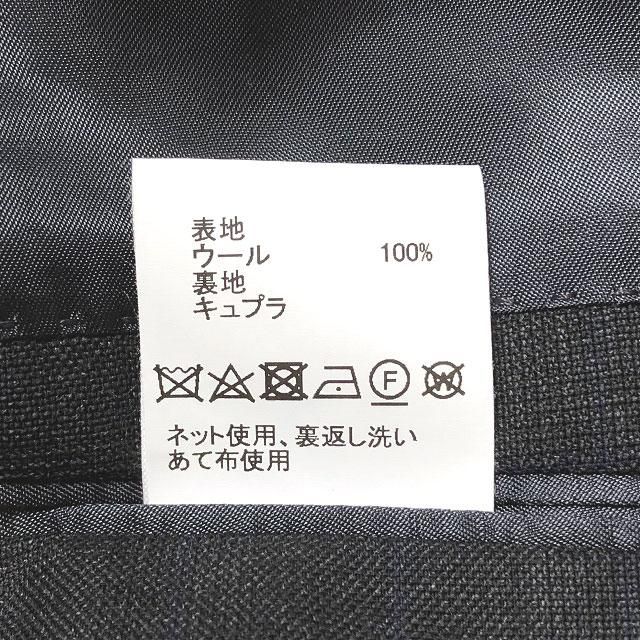 表地
ウール 100%
裏地
キュプラ
F W
ネット使用、裏返し洗い
あて布使用